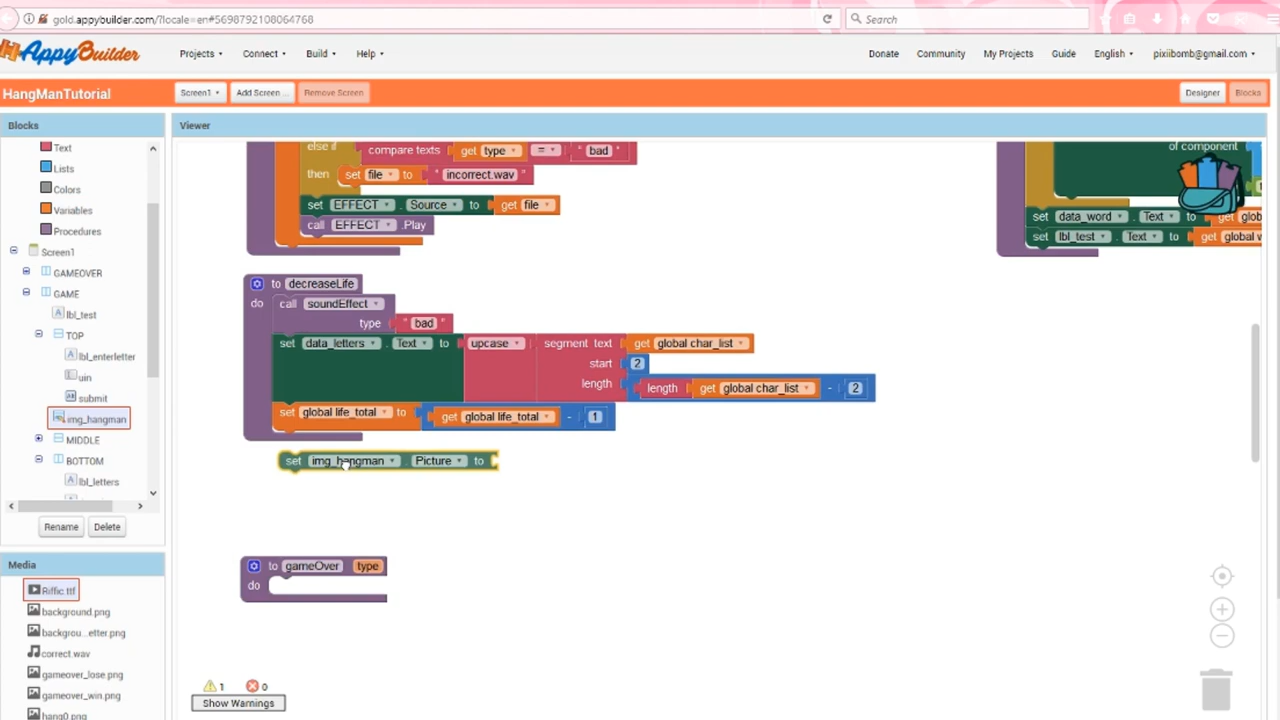 gold.appybuilder.com/?locale=en#5698792108064768
Search
AppyBuilder
Projects Connect Build Help
Donate Community My Projects Guide English pixiibomb@gmail.com
HangManTutorial
Screen1 Add Screen ... Remove Screen
Designer Blocks
Blocks
Viewer
Text
Lists
Colors
Variables
Procedures
Screen1
GAMEOVER
GAME
lbl_test
TOP
lbl_enterletter
uin
submit
img_hangman
MIDDLE
BOTTOM
lbl_letters
Rename Delete
Media
Riffic.ttf
background.png
backgrou...etter.png
correct.wav
gameover_lose.png
gameover_win.png
hang0.png
else if compare texts get type = " bad "
then set file to " incorrect.wav "
set EFFECT . Source to get file
call EFFECT .Play
of component
set data_word . Text to get glob
set lbl_test . Text to get global w
to decreaseLife
do call soundEffect
type " bad "
set data_letters . Text to upcase segment text get global char_list
start 2
length length get global char_list - 2
set global life_total to get global life_total - 1
set img_hangman . Picture to
to gameOver type
do
1 0
Show Warnings